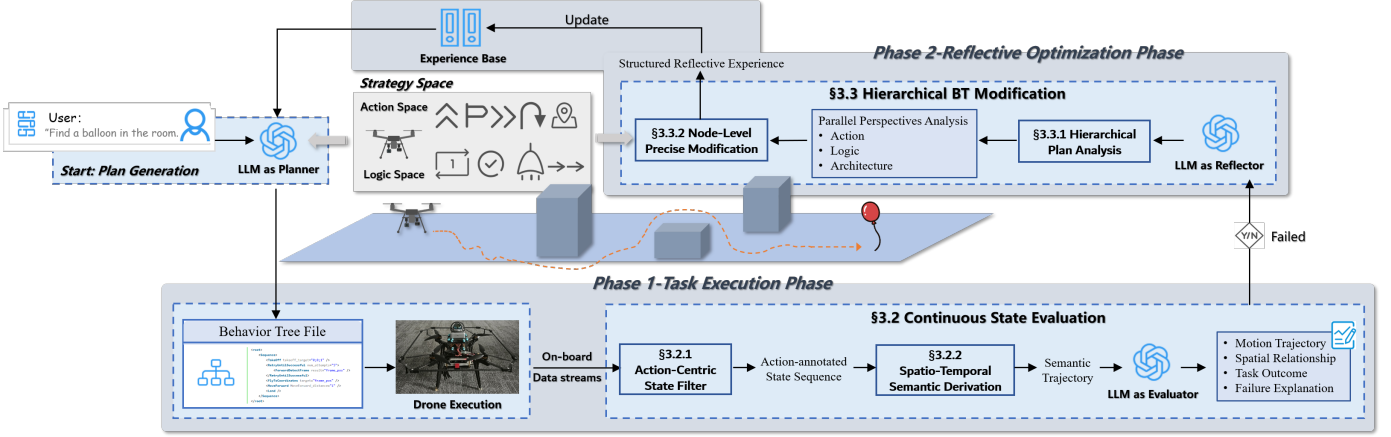 Update
Experience Base
Phase 2-Reflective Optimization Phase
Structured Reflective Experience
§3.3 Hierarchical BT Modification
Strategy Space
Action Space
Logic Space
1
User:
"Find a balloon in the room.
LLM as Planner
Start: Plan Generation
§3.3.2 Node-Level
Precise Modification
Parallel Perspectives Analysis
• Action
• Logic
• Architecture
§3.3.1 Hierarchical
Plan Analysis
LLM as Reflector
Y/N
Failed
Phase 1-Task Execution Phase
Behavior Tree File
Drone Execution
On-board
Data streams
§3.2 Continuous State Evaluation
§3.2.1
Action-Centric
State Filter
Action-annotated
State Sequence
§3.2.2
Spatio-Temporal
Semantic Derivation
Semantic
Trajectory
LLM as Evaluator
• Motion Trajectory
• Spatial Relationship
• Task Outcome
• Failure Explanation